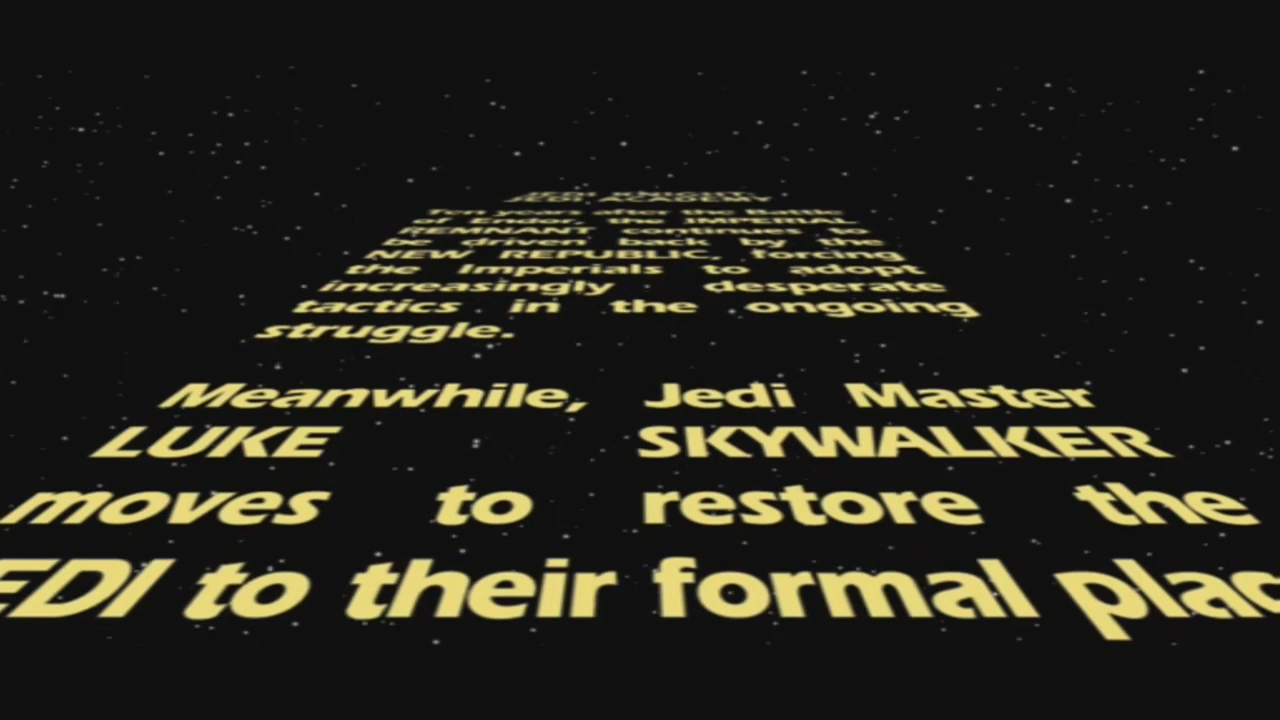 JEDI KNIGHT:
JEDI ACADEMY
Ten years after the Battle
of Endor, the IMPERIAL
REMNANT continues to
be driven back by the
NEW REPUBLIC, forcing
the Imperials to adopt
increasingly desperate
tactics in the ongoing
struggle.
Meanwhile, Jedi Master
LUKE SKYWALKER
moves to restore the
EDI to their formal plac